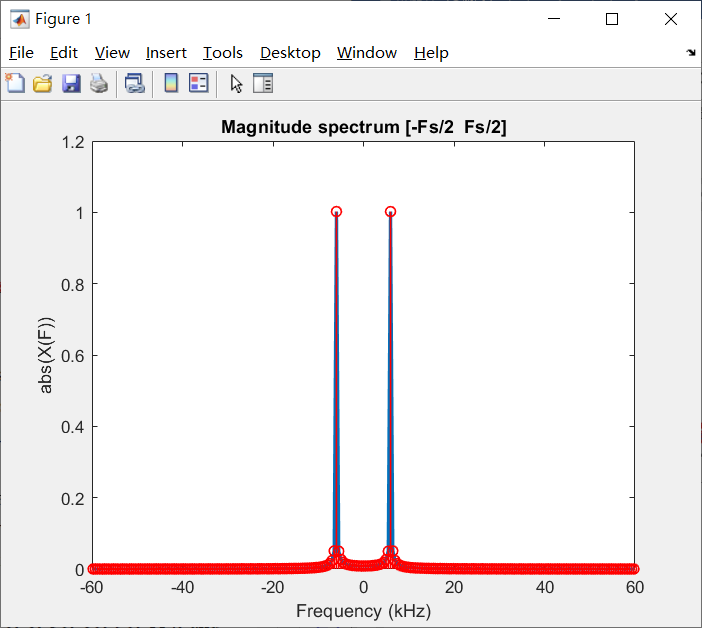 Figure 1
File Edit View Insert Tools Desktop Window Help
Magnitude spectrum [-Fs/2 Fs/2]
1.2
1
0.8
0.6
0.4
0.2
0
abs(X(F))
-60 -40 -20 0 20 40 60
Frequency (kHz)